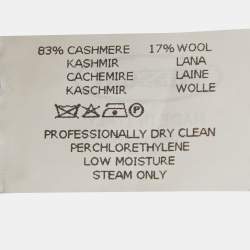 83% CASHMERE 17% WOOL
KASHMIR LANA
CACHEMIRE LAINE
KASCHMIR WOLLE
P
PROFESSIONALLY DRY CLEAN
PERCHLORETHYLENE
LOW MOISTURE
STEAM ONLY